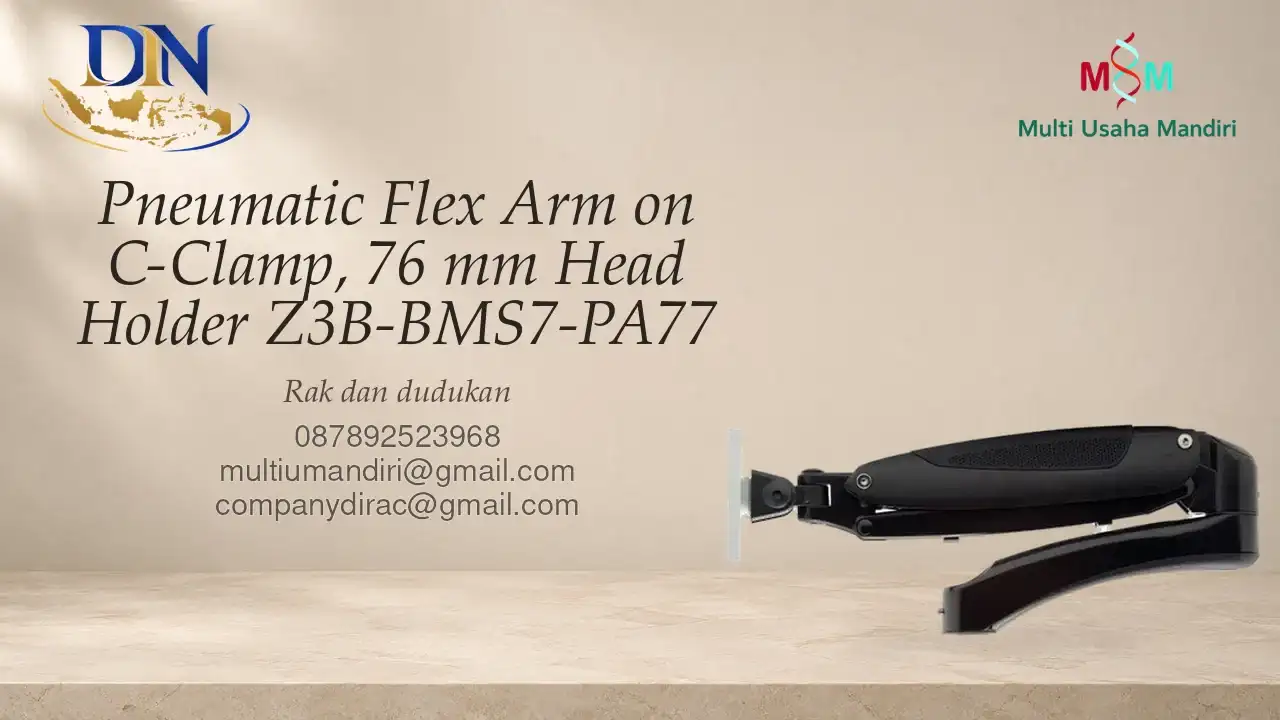 DIN
MSM
Multi Usaha Mandiri
Pneumatic Flex Arm on
C-Clamp, 76 mm Head
Holder Z3B-BMS7-PA77
Rak dan dudukan
087892523968
multiumandiri@gmail.com
companydirac@gmail.com